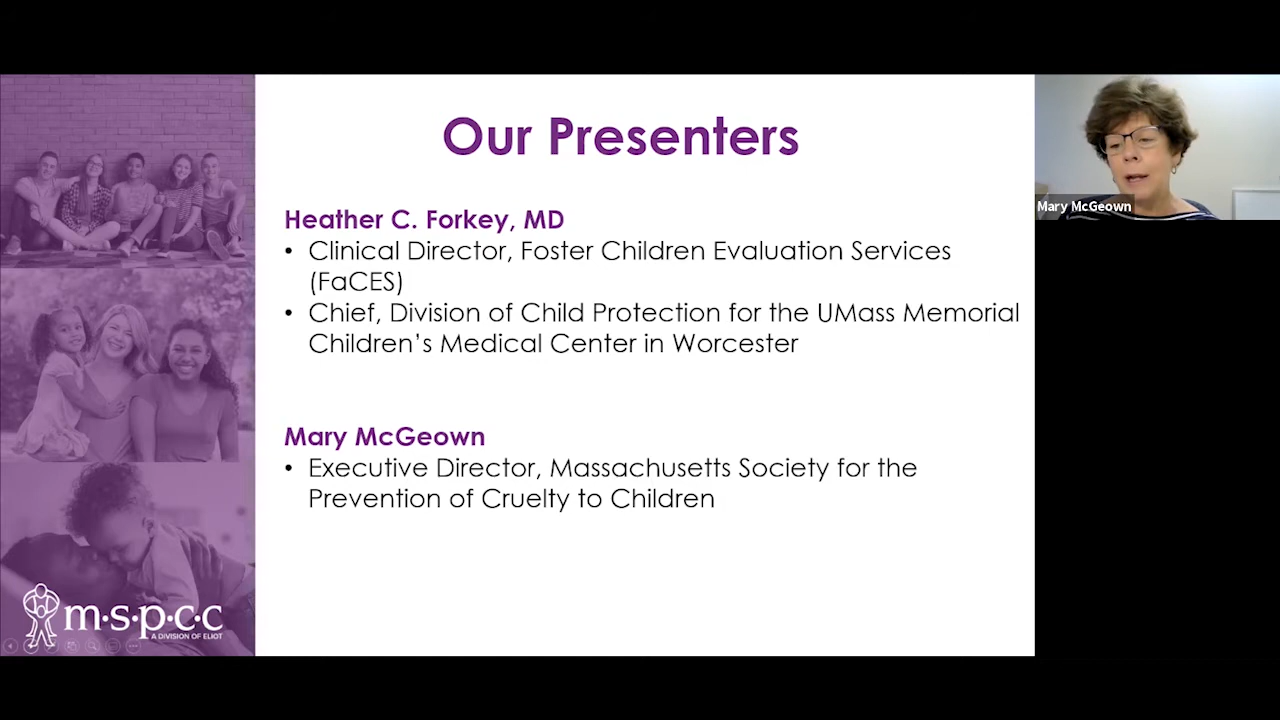 Our Presenters
Heather C. Forkey, MD
• Clinical Director, Foster Children Evaluation Services
(FaCES)
• Chief, Division of Child Protection for the UMass Memorial
Children’s Medical Center in Worcester
Mary McGeown
• Executive Director, Massachusetts Society for the
Prevention of Cruelty to Children
Mary McGeown
m·s·p·c·c
A DIVISION OF ELIOT